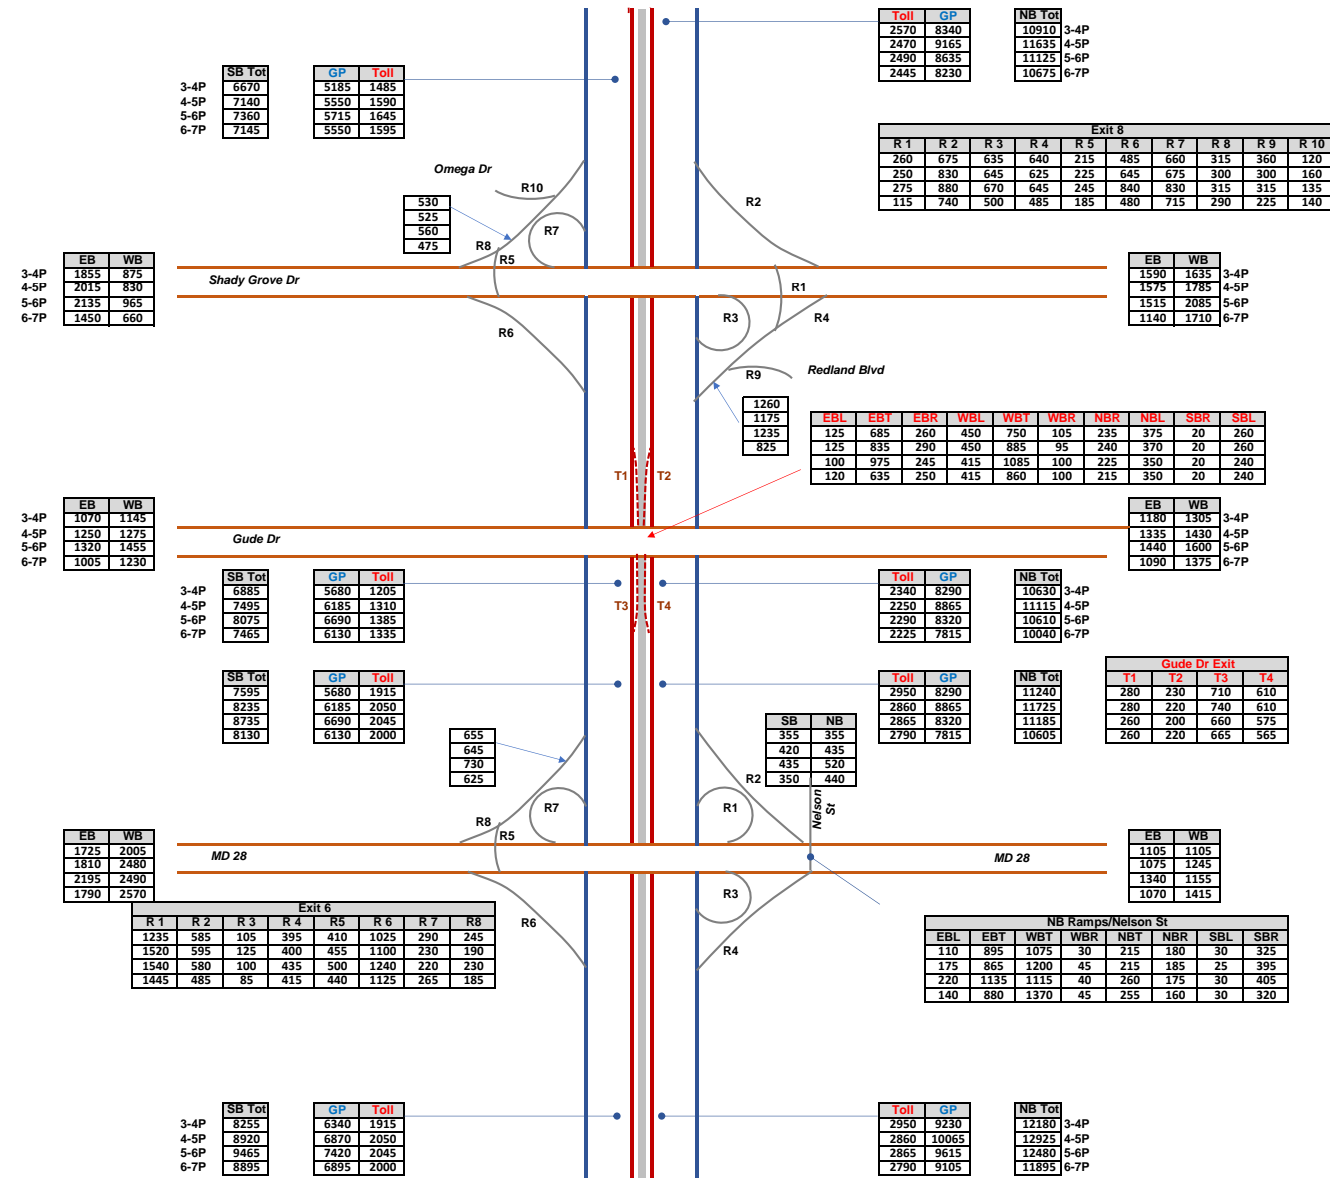 Toll GP NB Tot
2570 8340 10910 3-4P
2470 9165 11635 4-5P
2490 8635 11125 5-6P
2445 8230 10675 6-7P
SB Tot GP Toll
3-4P 6670 5185 1485
4-5P 7140 5550 1590
5-6P 7360 5715 1645
6-7P 7145 5550 1595
Exit 8
R 1 R 2 R 3 R 4 R 5 R 6 R 7 R 8 R 9 R 10
260 675 635 640 215 485 660 315 360 120
250 830 645 625 225 645 675 300 300 160
275 880 670 645 245 840 830 315 315 135
115 740 500 485 185 480 715 290 225 140
Omega Dr
R10
R2
530
525
560
475
R7
R8
R5
EB WB
3-4P 1855 875
4-5P 2015 830
5-6P 2135 965
6-7P 1450 660
Shady Grove Dr
EB WB
1590 1635 3-4P
1575 1785 4-5P
1515 2085 5-6P
1140 1710 6-7P
R1
R3
R4
R6
R9
Redland Blvd
1260
1175
1235
825
EBL EBT EBR WBL WBT WBR NBR NBL SBR SBL
125 685 260 450 750 105 235 375 20 260
125 835 290 450 885 95 240 370 20 260
100 975 245 415 1085 100 225 350 20 240
120 635 250 415 860 100 215 350 20 240
T1 T2
EB WB
3-4P 1070 1145
4-5P 1250 1275
5-6P 1320 1455
6-7P 1005 1230
Gude Dr
EB WB
1180 1305 3-4P
1335 1430 4-5P
1440 1600 5-6P
1090 1375 6-7P
SB Tot GP Toll
3-4P 6885 5680 1205
4-5P 7495 6185 1310
5-6P 8075 6690 1385
6-7P 7465 6130 1335
T3 T4
Toll GP NB Tot
2340 8290 10630 3-4P
2250 8865 11115 4-5P
2290 8320 10610 5-6P
2225 7815 10040 6-7P
SB Tot GP Toll
7595 5680 1915
8235 6185 2050
8735 6690 2045
8130 6130 2000
Toll GP NB Tot
2950 8290 11240
2860 8865 11725
2865 8320 11185
2790 7815 10605
Gude Dr Exit
T1 T2 T3 T4
280 230 710 610
280 220 740 610
260 200 660 575
260 220 665 565
655
645
730
625
SB NB
355 355
420 435
435 520
350 440
R2
R7
R1
Nelson
St
R8
R5
EB WB
1725 2005
1810 2480
2195 2490
1790 2570
MD 28
MD 28
EB WB
1105 1105
1075 1245
1340 1155
1070 1415
R3
R6
R4
Exit 6
R 1 R 2 R 3 R 4 R5 R 6 R 7 R8
1235 585 105 395 410 1025 290 245
1520 595 125 400 455 1100 230 190
1540 580 100 435 500 1240 220 230
1445 485 85 415 440 1125 265 185
NB Ramps/Nelson St
EBL EBT WBT WBR NBT NBR SBL SBR
110 895 1075 30 215 180 30 325
175 865 1200 45 215 185 25 395
220 1135 1115 40 260 175 30 405
140 880 1370 45 255 160 30 320
SB Tot GP Toll
3-4P 8255 6340 1915
4-5P 8920 6870 2050
5-6P 9465 7420 2045
6-7P 8895 6895 2000
Toll GP NB Tot
2950 9230 12180 3-4P
2860 10065 12925 4-5P
2865 9615 12480 5-6P
2790 9105 11895 6-7P